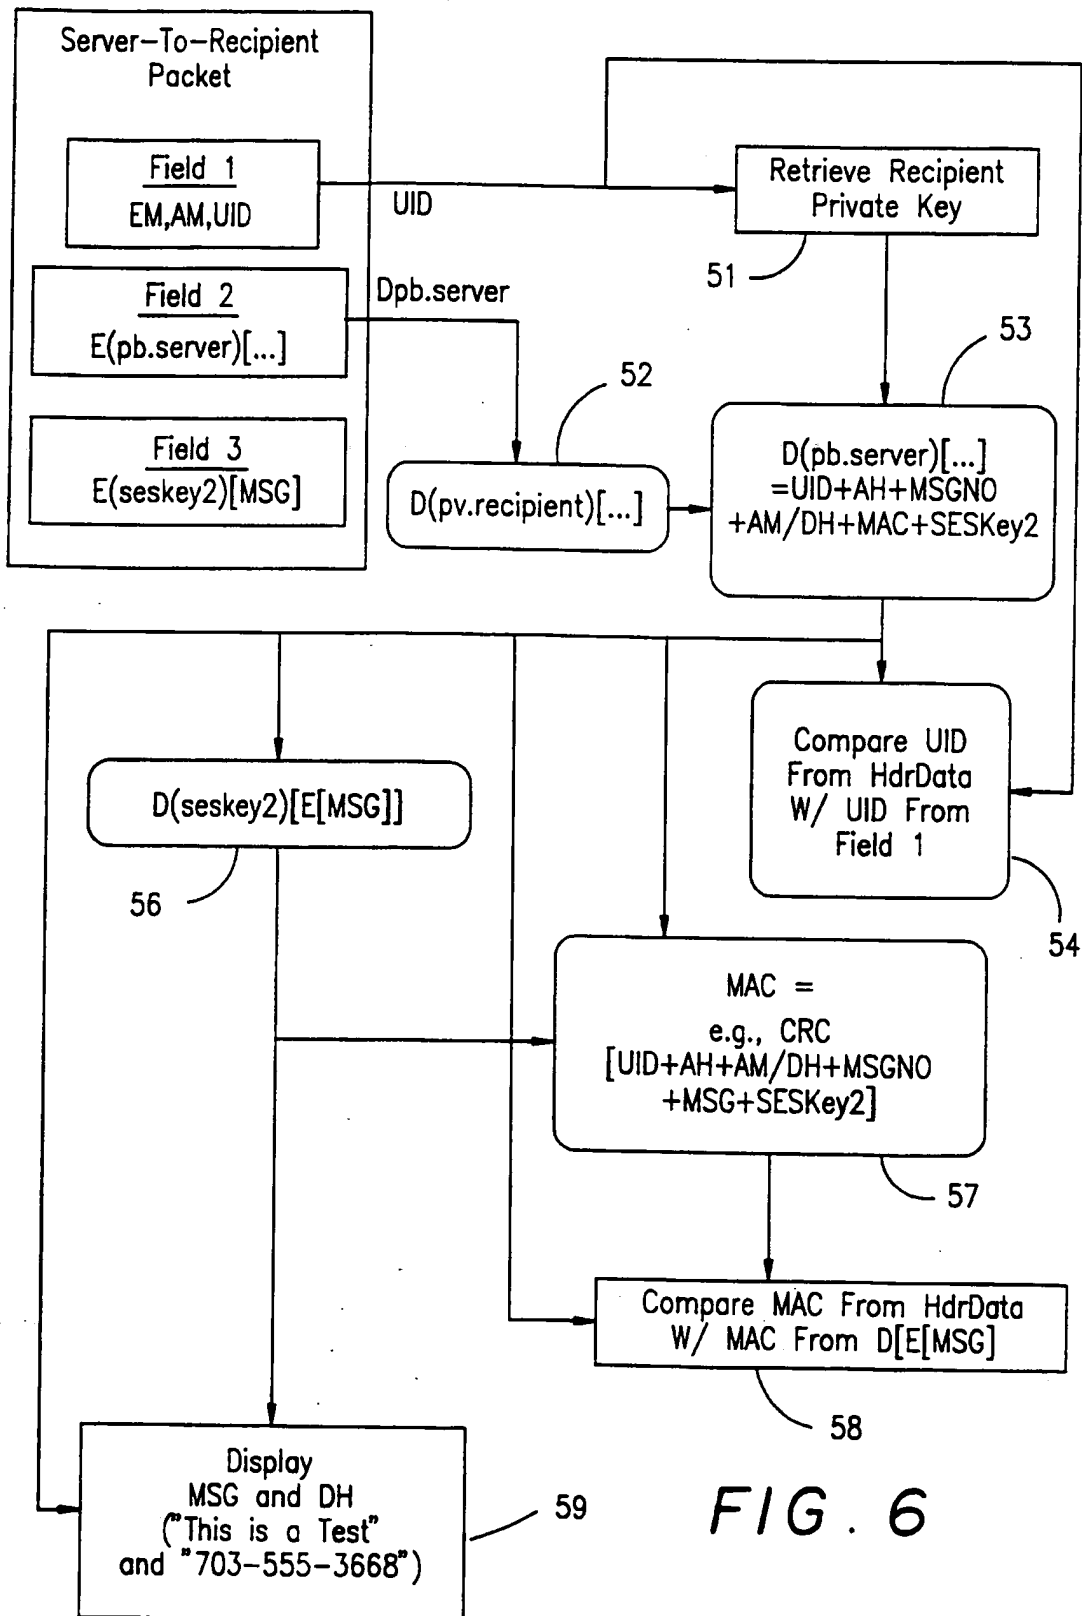 Server-To-Recipient
Packet
Field 1
EM,AM,UID
UID
Retrieve Recipient
Private Key
51
Field 2
E(pb.server)[...]
Dpb.server
52
53
Field 3
E(seskey2)[MSG]
D(pv.recipient)[...]
D(pb.server)[...]
=UID+AH+MSGNO
+AM/DH+MAC+SESKey2
Compare UID
From HdrData
W/ UID From
Field 1
54
D(seskey2)[E[MSG]]
56
MAC =
e.g., CRC
[UID+AH+AM/DH+MSGNO
+MSG+SESKey2]
57
Compare MAC From HdrData
W/ MAC From D[E[MSG]
58
Display
MSG and DH
("This is a Test"
and "703-555-3668")
59
FIG. 6